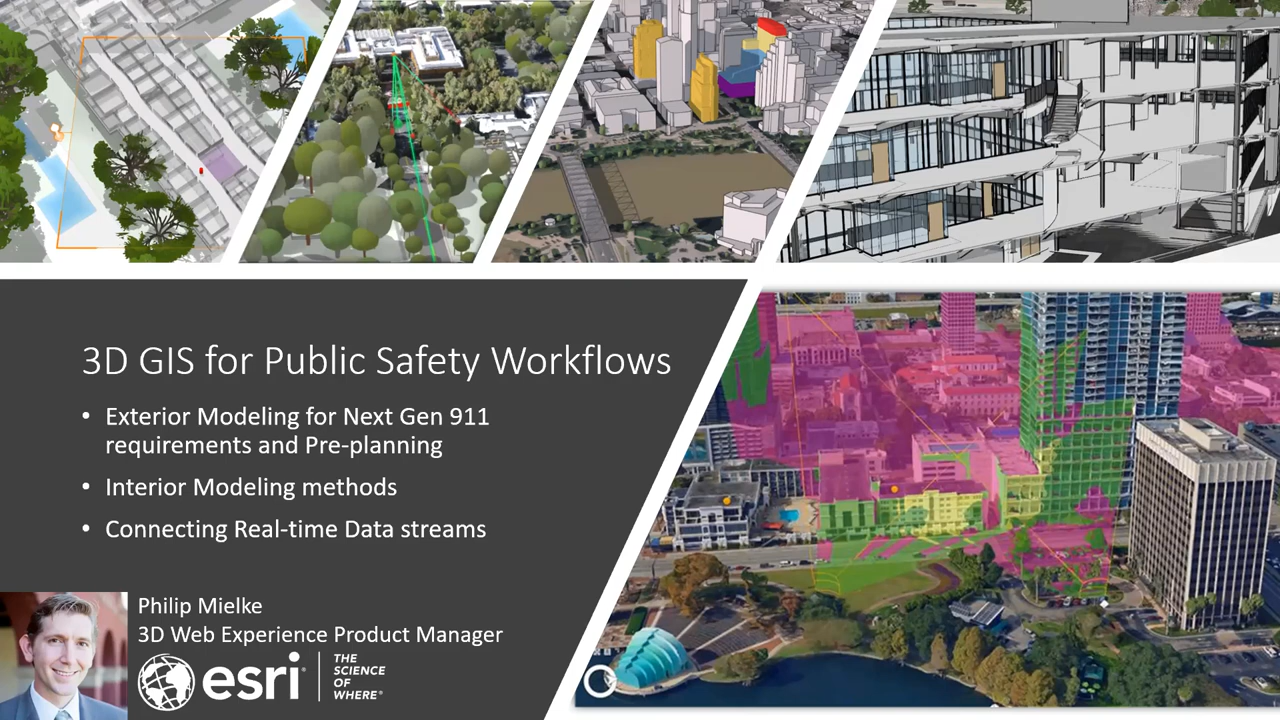 3D GIS for Public Safety Workflows
• Exterior Modeling for Next Gen 911
requirements and Pre-planning
• Interior Modeling methods
• Connecting Real-time Data streams
Philip Mielke
3D Web Experience Product Manager
esri®
THE
SCIENCE
OF
WHERE®